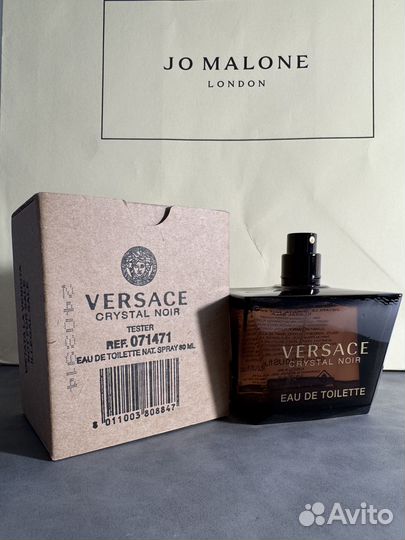 JO MALONE
LONDON
VERSACE
CRYSTAL NOIR
TESTER
REF. 071471
EAU DE TOILETTE NAT. SPRAY 90 ML
8 011003 808847
VERSACE
CRYSTAL NOIR
EAU DE TOILETTE
Avito